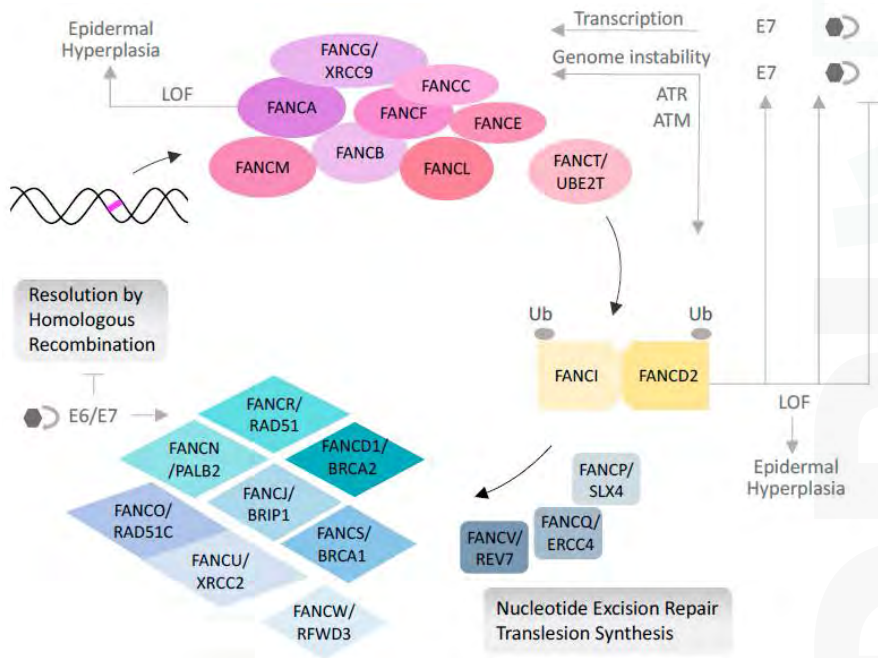 Epidermal
Hyperplasia
LOF
FANCG/
XRCC9
FANCC
FANCA
FANCF
FANCE
FANCB
FANCM
FANCL
FANCT/
UBE2T
Transcription
Genome instability
ATR
ATM
E7
E7
Resolution by
Homologous
Recombination
E6/E7
Ub
Ub
FANCI
FANCD2
LOF
Epidermal
Hyperplasia
FANCR/
RAD51
FANCN
/PALB2
FANCD1/
BRCA2
FANCJ/
BRIP1
FANCO/
RAD51C
FANCS/
BRCA1
FANCU/
XRCC2
FANCW/
RFWD3
FANCP/
SLX4
FANCQ/
ERCC4
FANCV/
REV7
Nucleotide Excision Repair
Translesion Synthesis